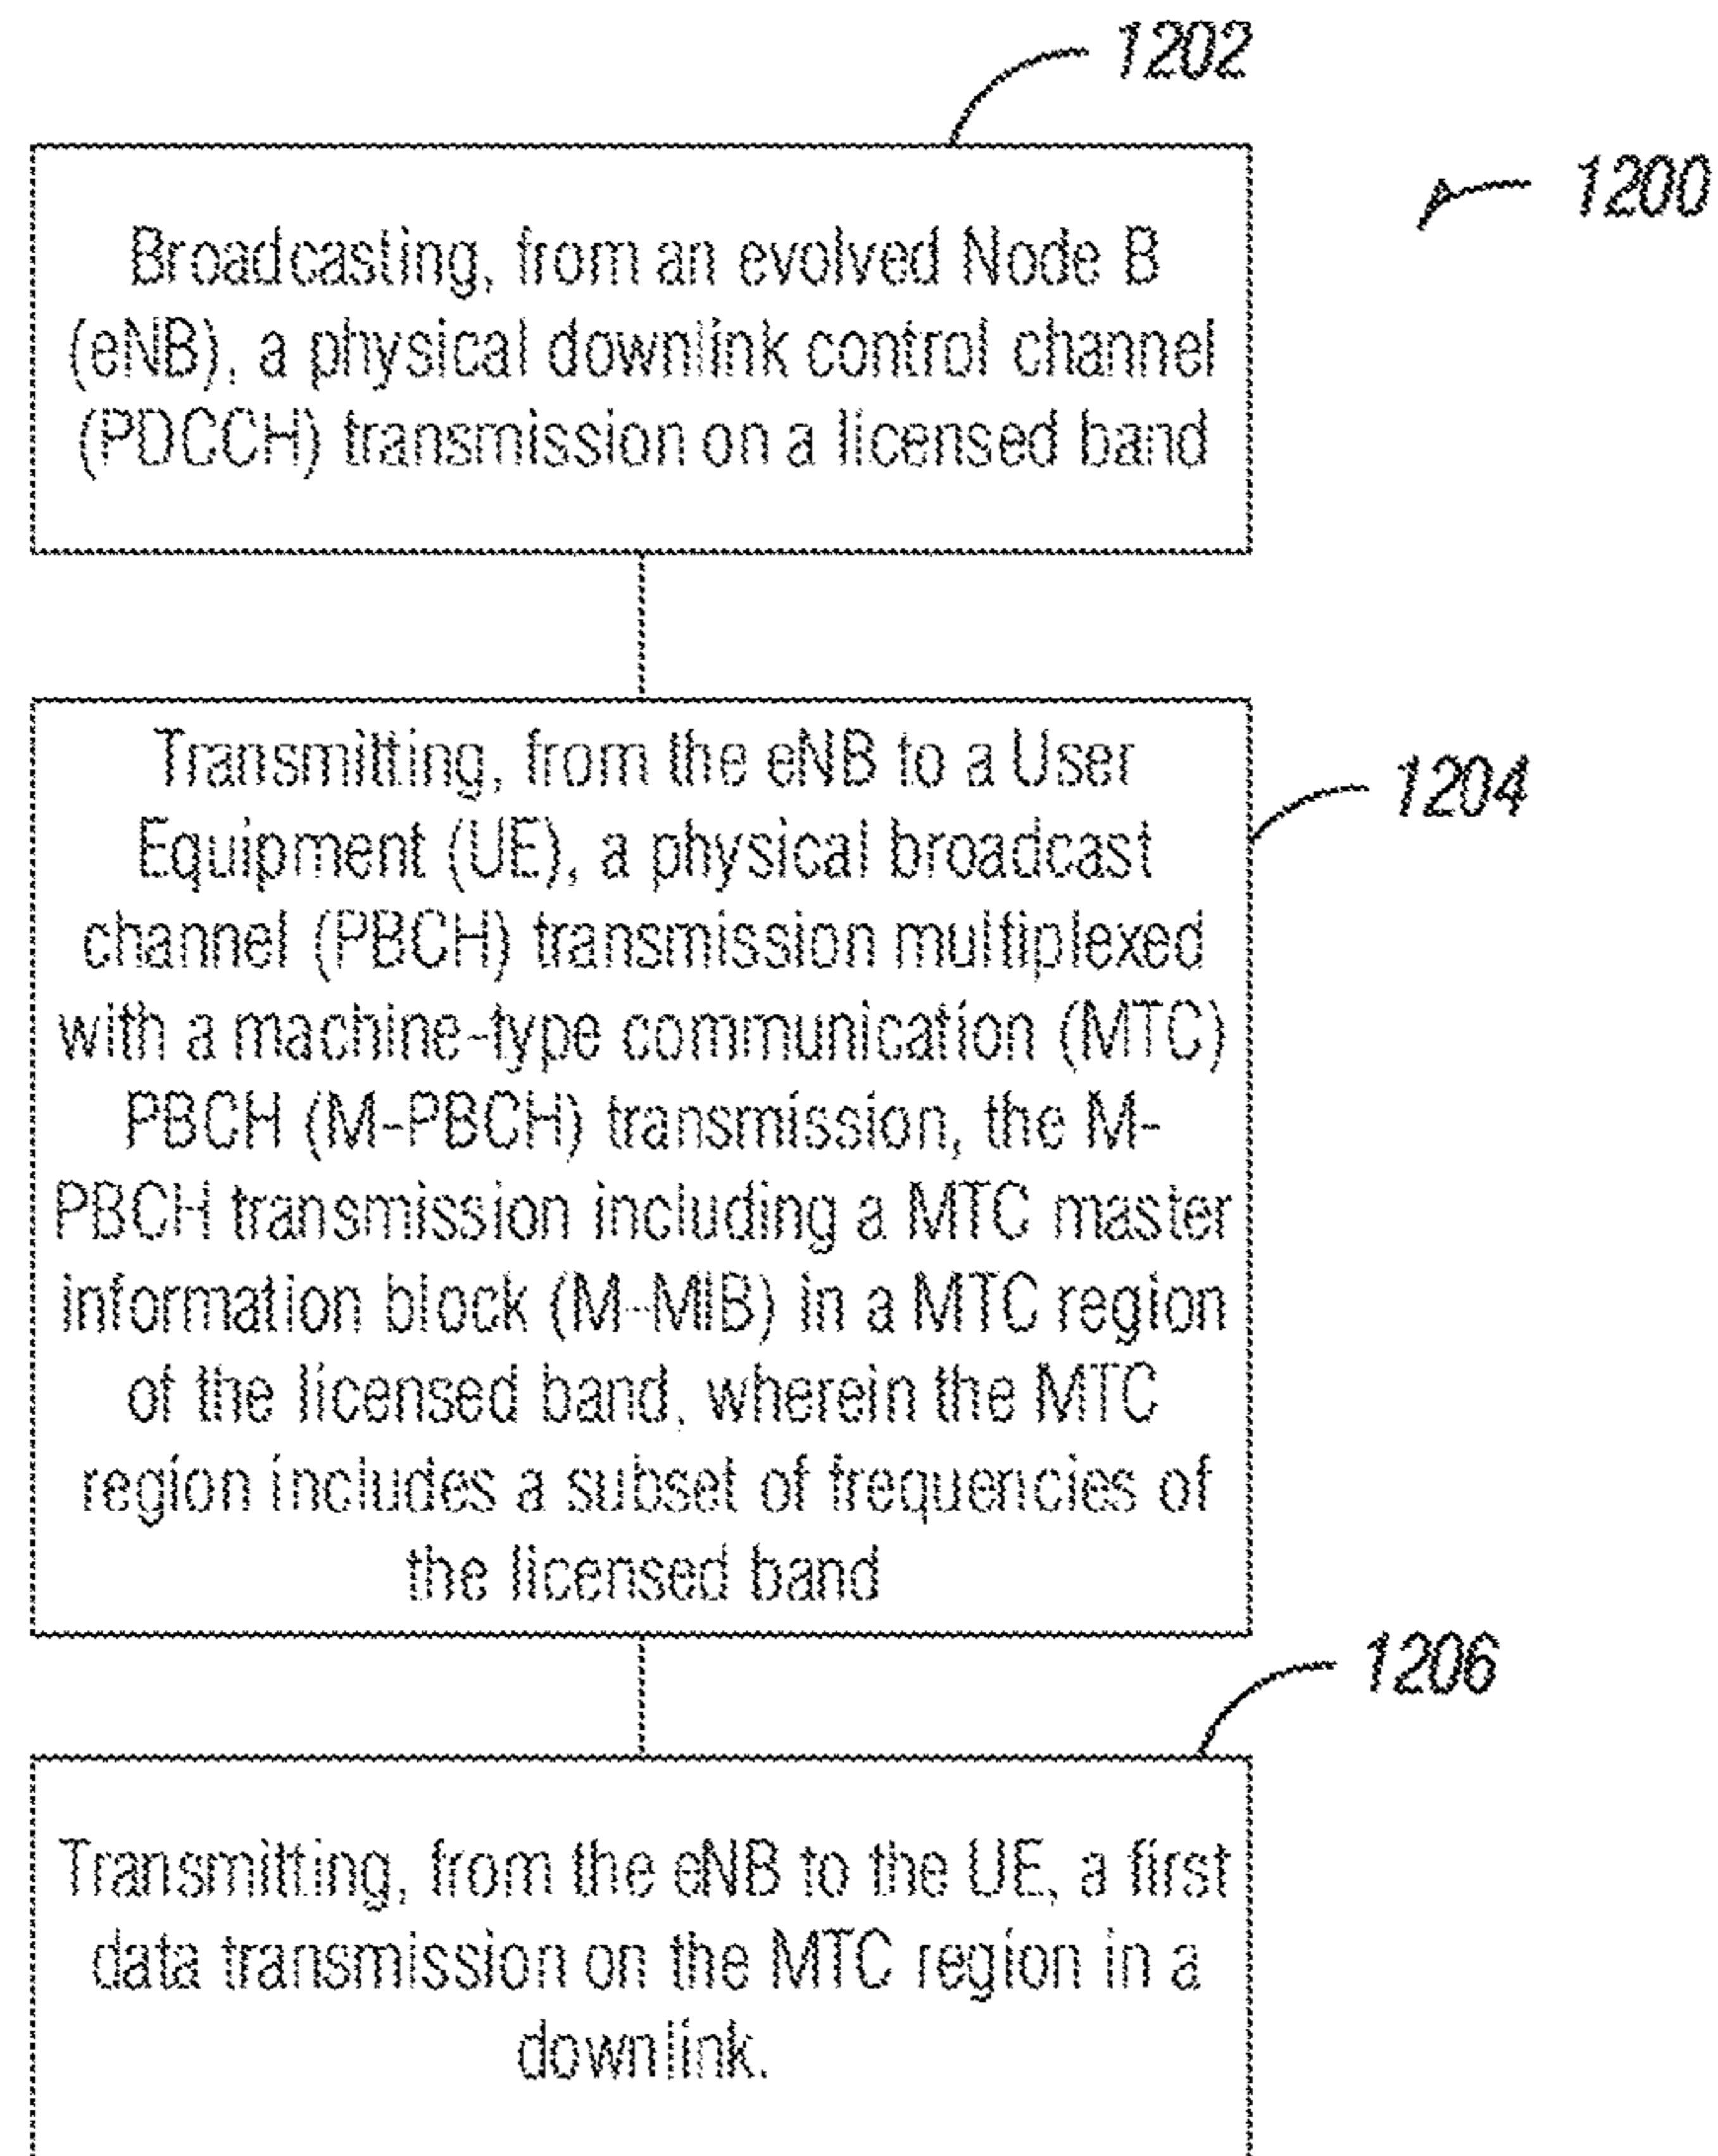 1202
1200
Broadcasting, from an evolved Node B
(eNB), a physical downlink control channel
(PDCCH) transmission on a licensed band
Transmitting, from the eNB to a User
Equipment (UE), a physical broadcast
channel (PBCH) transmission multiplexed
with a machine-type communication (MTC)
PBCH (M-PBCH) transmission, the M-
PBCH transmission including a MTC master
information block (M-MIB) in a MTC region
of the licensed band, wherein the MTC
region includes a subset of frequencies of
the licensed band
1204
1206
Transmitting, from the eNB to the UE, a first
data transmission on the MTC region in a
downlink.